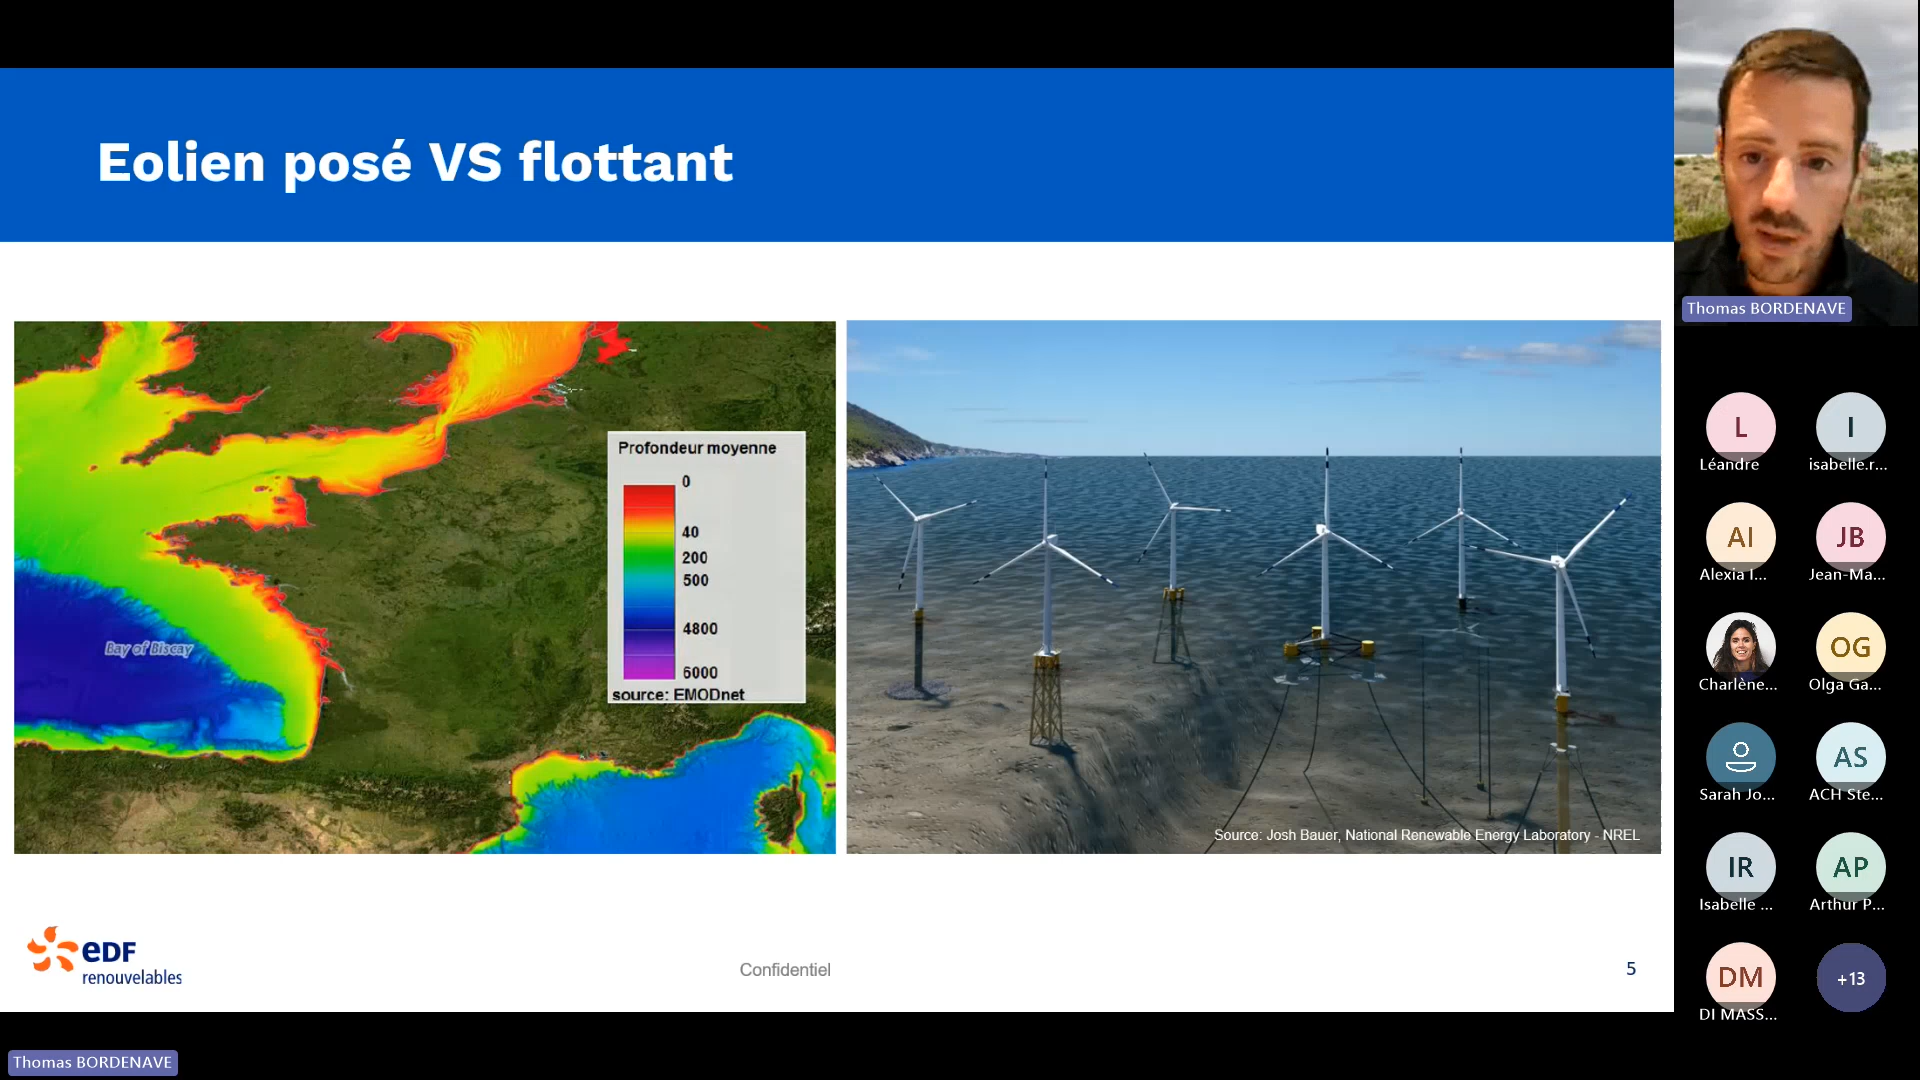 Eolien posé VS flottant
Bay of Biscay
Profondeur moyenne
0
40
200
500
4800
6000
source: EMODnet
Source: Josh Bauer, National Renewable Energy Laboratory - NREL
eDF
renouvelables
Confidentiel
5
Thomas BORDENAVE
Thomas BORDENAVE
L
I
Léandre
isabelle.r...
AI
JB
Alexia I...
Jean-Ma...
OG
Charlène...
Olga Ga...
AS
Sarah Jo...
ACH Ste...
IR
AP
Isabelle ...
Arthur P...
DM
+13
DI MASS...